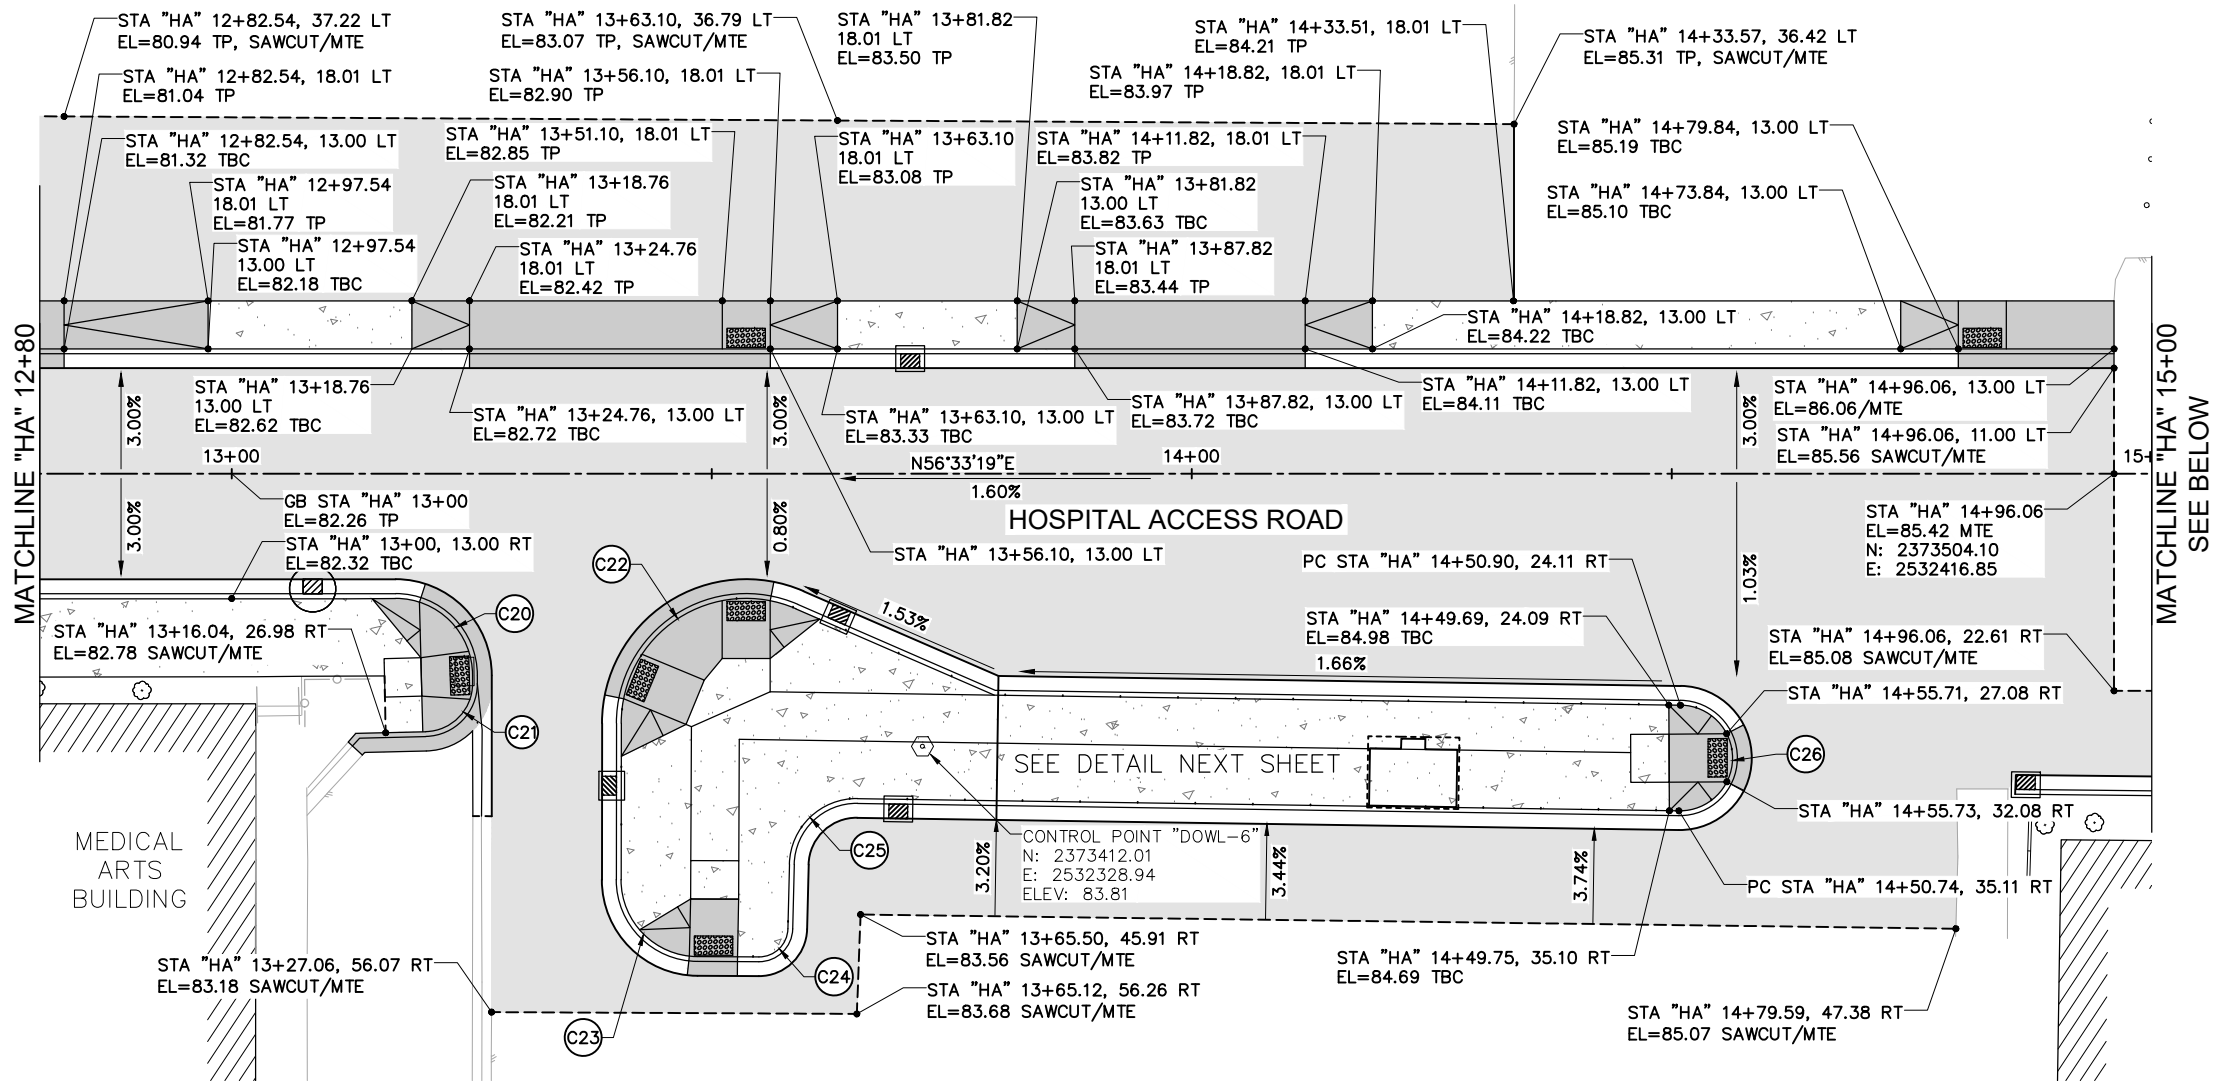 STA "HA" 12+82.54, 37.22 LT
EL=80.94 TP, SAWCUT/MTE
STA "HA" 12+82.54, 18.01 LT
EL=81.04 TP
STA "HA" 12+82.54, 13.00 LT
EL=81.32 TBC
STA "HA" 12+97.54
18.01 LT
EL=81.77 TP
STA "HA" 12+97.54
13.00 LT
EL=82.18 TBC
STA "HA" 13+63.10, 36.79 LT
EL=83.07 TP, SAWCUT/MTE
STA "HA" 13+56.10, 18.01 LT
EL=82.90 TP
STA "HA" 13+51.10, 18.01 LT
EL=82.85 TP
STA "HA" 13+18.76
18.01 LT
EL=82.21 TP
STA "HA" 13+24.76
18.01 LT
EL=82.42 TP
STA "HA" 13+81.82
18.01 LT
EL=83.50 TP
STA "HA" 13+63.10
18.01 LT
EL=83.08 TP
STA "HA" 14+33.51, 18.01 LT
EL=84.21 TP
STA "HA" 14+18.82, 18.01 LT
EL=83.97 TP
STA "HA" 14+11.82, 18.01 LT
EL=83.82 TP
STA "HA" 13+81.82
13.00 LT
EL=83.63 TBC
STA "HA" 13+87.82
18.01 LT
EL=83.44 TP
STA "HA" 14+33.57, 36.42 LT
EL=85.31 TP, SAWCUT/MTE
STA "HA" 14+79.84, 13.00 LT
EL=85.19 TBC
STA "HA" 14+73.84, 13.00 LT
EL=85.10 TBC
STA "HA" 14+18.82, 13.00 LT
EL=84.22 TBC
MATCHLINE "HA" 12+80
3.00%
STA "HA" 13+18.76
13.00 LT
EL=82.62 TBC
STA "HA" 13+24.76, 13.00 LT
EL=82.72 TBC
3.00%
STA "HA" 13+63.10, 13.00 LT
EL=83.33 TBC
STA "HA" 13+87.82, 13.00 LT
EL=83.72 TBC
STA "HA" 14+11.82, 13.00 LT
EL=84.11 TBC
3.00%
STA "HA" 14+96.06, 13.00 LT
EL=86.06/MTE
STA "HA" 14+96.06, 11.00 LT
EL=85.56 SAWCUT/MTE
MATCHLINE "HA" 15+00
SEE BELOW
13+00
N56°33'19"E
14+00
15+
1.60%
3.00%
GB STA "HA" 13+00
EL=82.26 TP
STA "HA" 13+00, 13.00 RT
EL=82.32 TBC
0.80%
HOSPITAL ACCESS ROAD
STA "HA" 13+56.10, 13.00 LT
STA "HA" 14+96.06
EL=85.42 MTE
N: 2373504.10
E: 2532416.85
C22
C20
1.53%
PC STA "HA" 14+50.90, 24.11 RT
STA "HA" 14+49.69, 24.09 RT
EL=84.98 TBC
1.03%
1.66%
STA "HA" 13+16.04, 26.98 RT
EL=82.78 SAWCUT/MTE
STA "HA" 14+96.06, 22.61 RT
EL=85.08 SAWCUT/MTE
STA "HA" 14+55.71, 27.08 RT
C21
SEE DETAIL NEXT SHEET
C26
STA "HA" 14+55.73, 32.08 RT
MEDICAL
ARTS
BUILDING
C25
3.20%
CONTROL POINT "DOWL-6"
N: 2373412.01
E: 2532328.94
ELEV: 83.81
3.44%
3.74%
PC STA "HA" 14+50.74, 35.11 RT
STA "HA" 13+27.06, 56.07 RT
EL=83.18 SAWCUT/MTE
C24
C23
STA "HA" 13+65.50, 45.91 RT
EL=83.56 SAWCUT/MTE
STA "HA" 13+65.12, 56.26 RT
EL=83.68 SAWCUT/MTE
STA "HA" 14+49.75, 35.10 RT
EL=84.69 TBC
STA "HA" 14+79.59, 47.38 RT
EL=85.07 SAWCUT/MTE